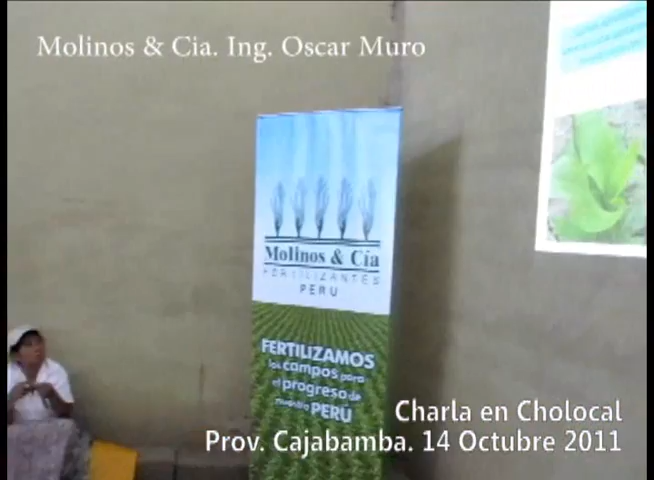 Molinos & Cia. Ing. Oscar Muro
Molinos & Cia
FERTILIZANTES
PERU
FERTILIZAMOS
los campos para
el progreso de
nuestro PERU
Charla en Cholocal
Prov. Cajabamba. 14 Octubre 2011